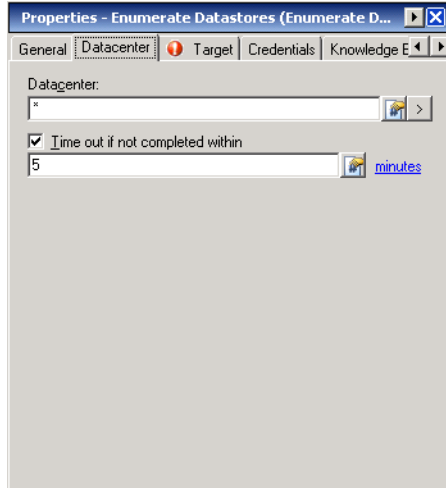 Properties - Enumerate Datastores (Enumerate D...
General Datacenter Target Credentials Knowledge
Datacenter:
*
>
Time out if not completed within
5
minutes